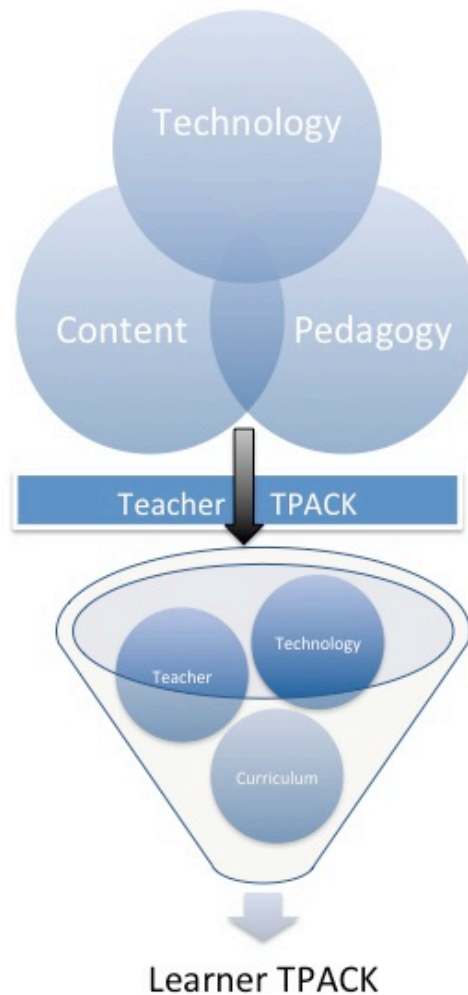 Technology
Content Pedagogy
Teacher TPACK
Technology
Teacher
Curriculum
Learner TPACK